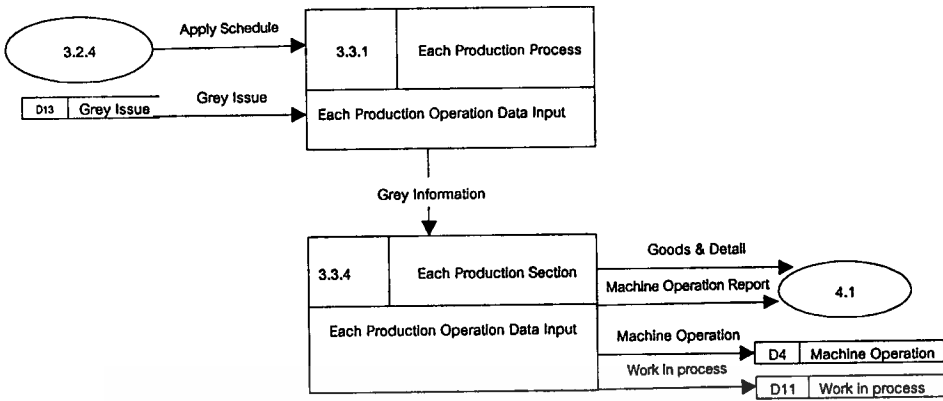 Apply Schedule
3.2.4
3.3.1 Each Production Process
D13 Grey Issue Grey Issue
Each Production Operation Data Input
Grey Information
3.3.4 Each Production Section
Goods & Detail
Machine Operation Report
4.1
Each Production Operation Data Input
Machine Operation
D4 Machine Operation
Work in process
D11 Work in process